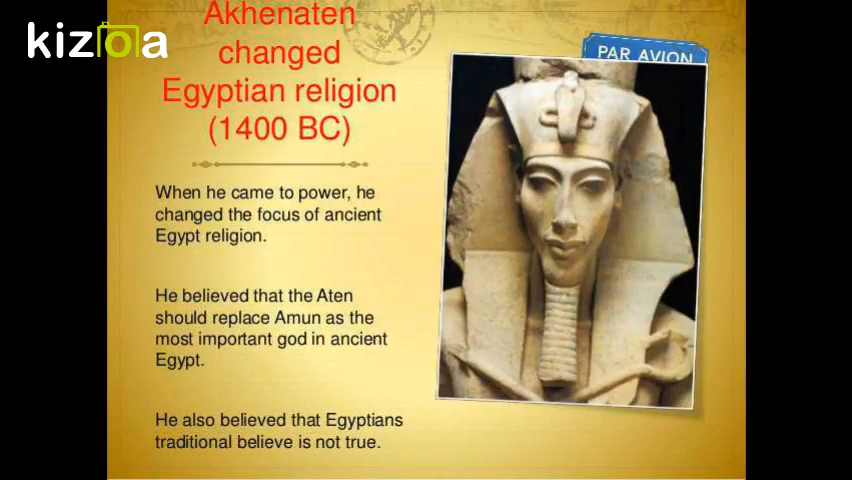 kizoa
Akhenaten
changed
Egyptian religion
(1400 BC)
PAR AVION
When he came to power, he
changed the focus of ancient
Egypt religion.
He believed that the Aten
should replace Amun as the
most important god in ancient
Egypt.
He also believed that Egyptians
traditional believe is not true.